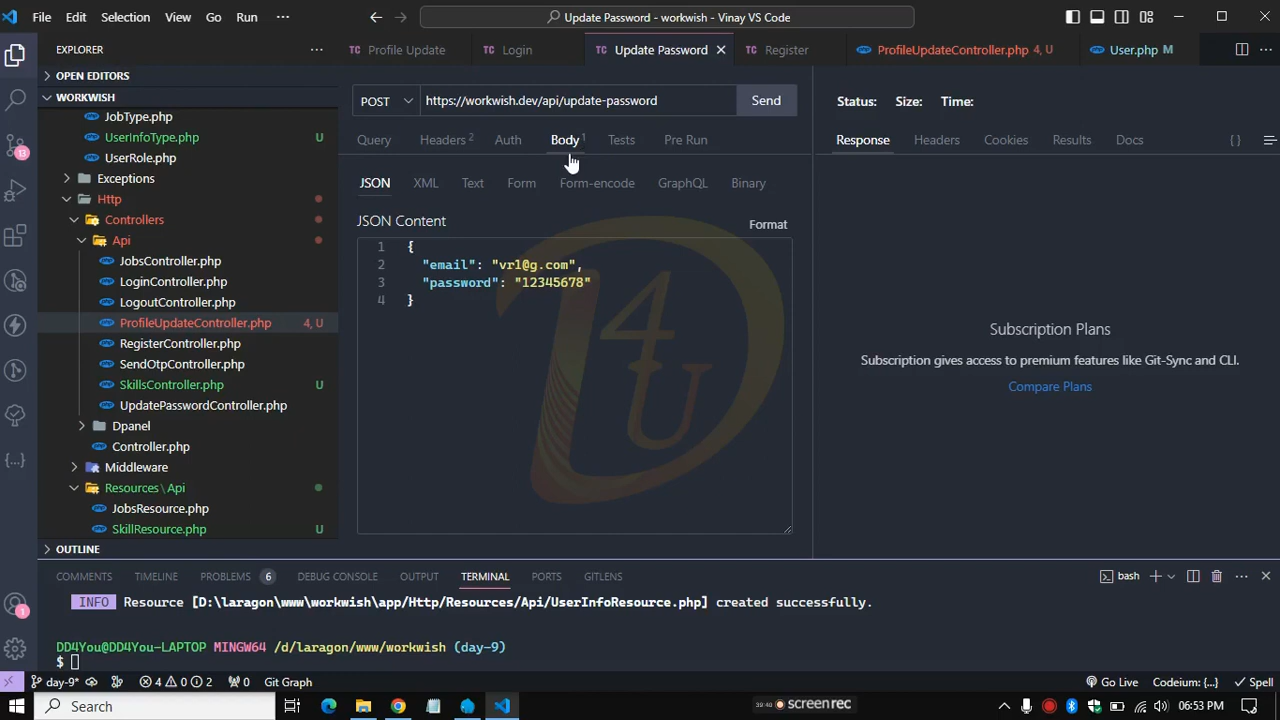 File Edit Selection View Go Run ··· Update Password - workwish - Vinay VS Code
EXPLORER ···
Profile Update
Login
Update Password
Register
ProfileUpdateController.php 4, U
User.php M
OPEN EDITORS
WORKWISH
JobType.php
UserInfoType.php U
UserRole.php
Exceptions
Http
Controllers
Api
JobsController.php
LoginController.php
LogoutController.php
ProfileUpdateController.php 4, U
RegisterController.php
SendOtpController.php
SkillsController.php U
UpdatePasswordController.php
Dpanel
Controller.php
Middleware
Resources\Api
JobsResource.php
SkillResource.php U
OUTLINE
13
1
POST https://workwish.dev/api/update-password Send
Query Headers 2 Auth Body 1 Tests Pre Run
JSON XML Text Form Form-encode GraphQL Binary
JSON Content Format
1 {
2 "email": "vr1@g.com",
3 "password": "12345678"
4 }
D4U
Status: Size: Time:
Response Headers Cookies Results Docs { }
Subscription Plans
Subscription gives access to premium features like Git-Sync and CLI.
Compare Plans
COMMENTS TIMELINE PROBLEMS 6 DEBUG CONSOLE OUTPUT TERMINAL PORTS GITLENS bash
INFO Resource [D:\laragon\www\workwish\app/Http/Resources/Api/UserInfoResource.php] created successfully.
DD4You@DD4You-LAPTOP MINGW64 /d/laragon/www/workwish (day-9)
$
day-9* 4 0 2 0 Git Graph Go Live Codeium: {...} Spell
Search
screenrec
06:53 PM